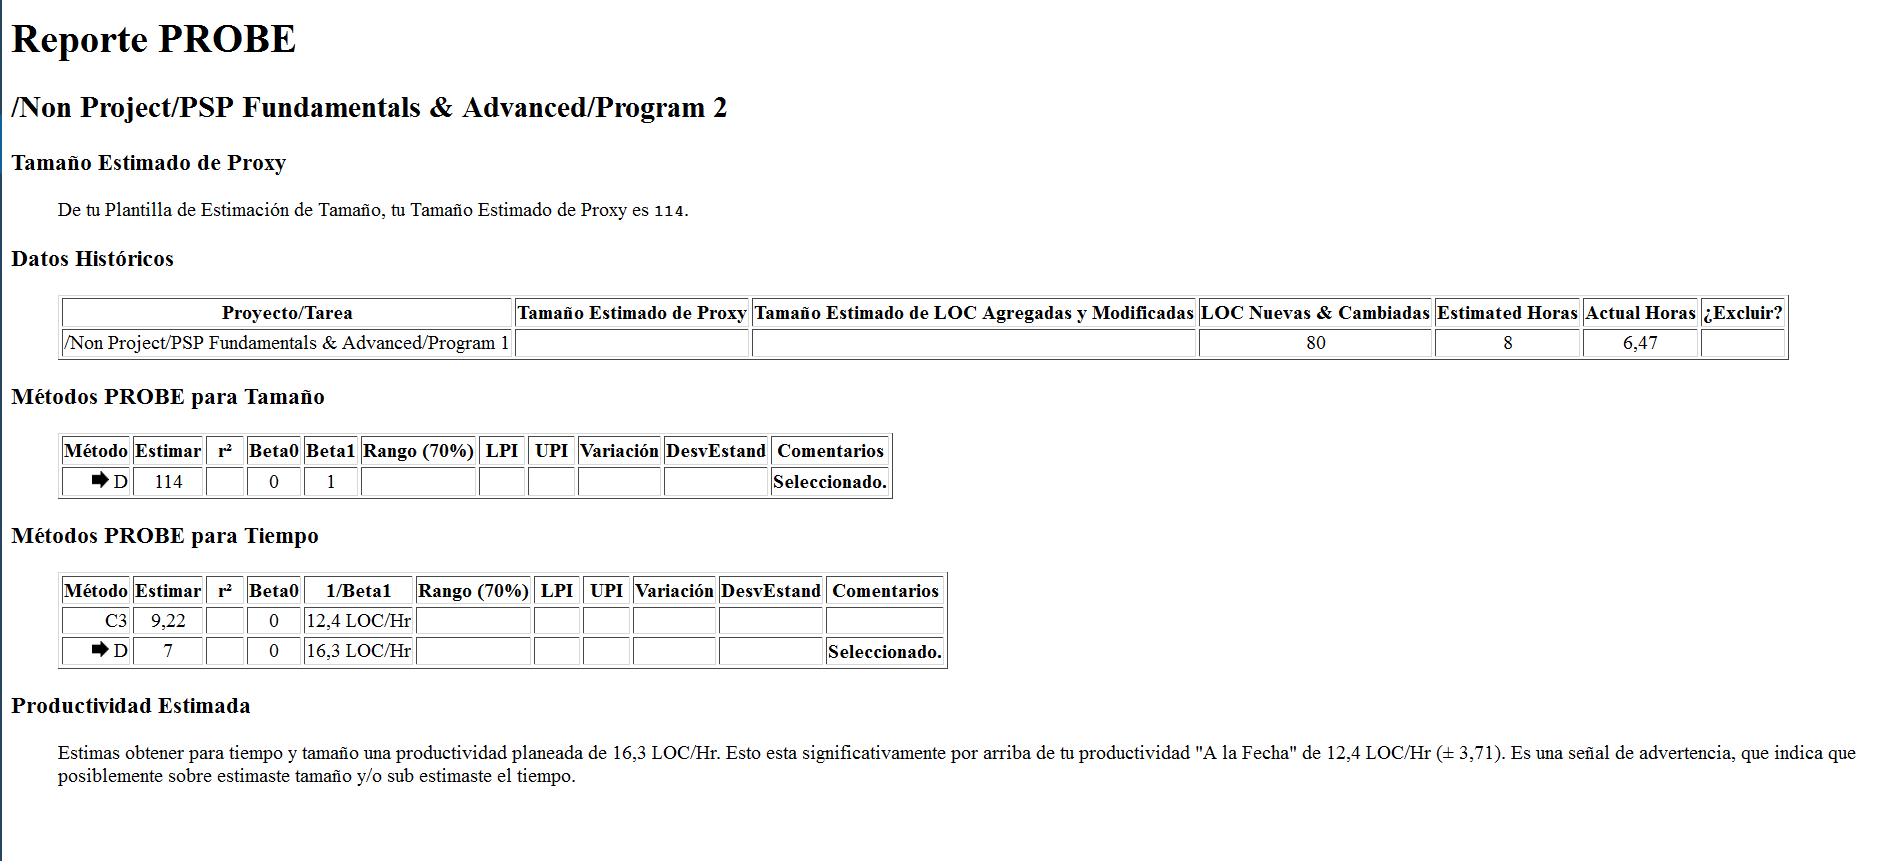 Reporte PROBE
/Non Project/PSP Fundamentals & Advanced/Program 2
Tamaño Estimado de Proxy
De tu Plantilla de Estimación de Tamaño, tu Tamaño Estimado de Proxy es 114.
Datos Históricos
Proyecto/Tarea Tamaño Estimado de Proxy Tamaño Estimado de LOC Agregadas y Modificadas LOC Nuevas & Cambiadas Estimated Horas Actual Horas ¿Excluir?
/Non Project/PSP Fundamentals & Advanced/Program 1 80 8 6,47
Métodos PROBE para Tamaño
Método Estimar r² Beta0 Beta1 Rango (70%) LPI UPI Variación DesvEstand Comentarios
🡆 D 114 0 1 Seleccionado.
Métodos PROBE para Tiempo
Método Estimar r² Beta0 1/Beta1 Rango (70%) LPI UPI Variación DesvEstand Comentarios
C3 9,22 0 12,4 LOC/Hr
🡆 D 7 0 16,3 LOC/Hr Seleccionado.
Productividad Estimada
Estimas obtener para tiempo y tamaño una productividad planeada de 16,3 LOC/Hr. Esto esta significativamente por arriba de tu productividad "A la Fecha" de 12,4 LOC/Hr (± 3,71). Es una señal de advertencia, que indica que
posiblemente sobre estimaste tamaño y/o sub estimaste el tiempo.